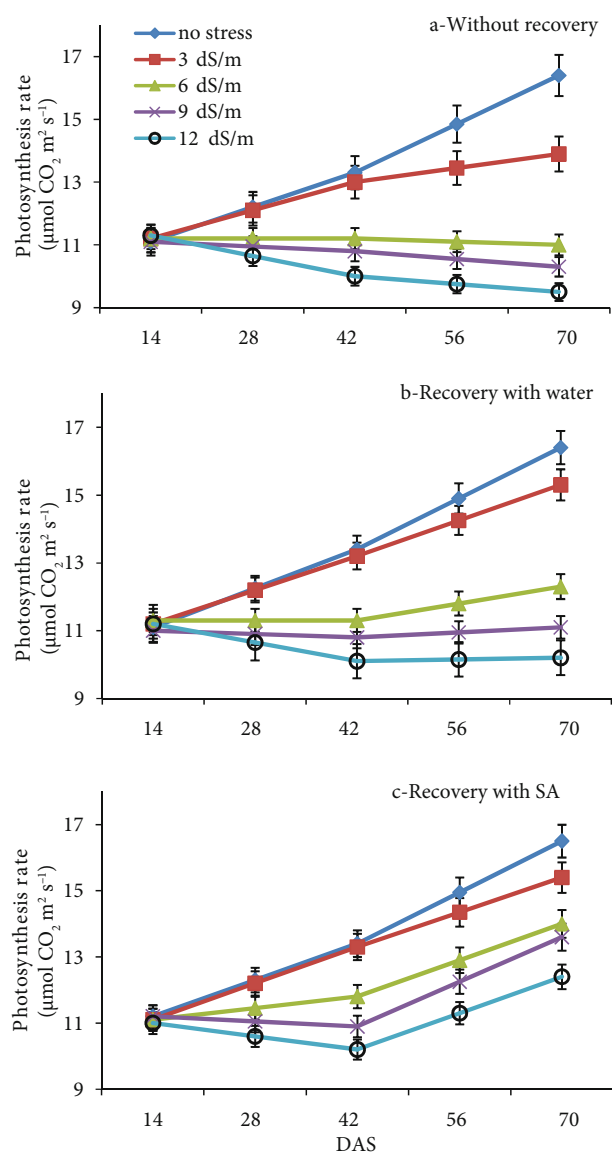 no stress
3 dS/m
6 dS/m
9 dS/m
12 dS/m
a-Without recovery
Photosynthesis rate
(μmol CO₂ m² s⁻¹)
17
15
13
11
9
14 28 42 56 70
b-Recovery with water
Photosynthesis rate
(μmol CO₂ m² s⁻¹)
17
15
13
11
9
14 28 42 56 70
c-Recovery with SA
Photosynthesis rate
(μmol CO₂ m² s⁻¹)
17
15
13
11
9
14 28 42 56 70
DAS